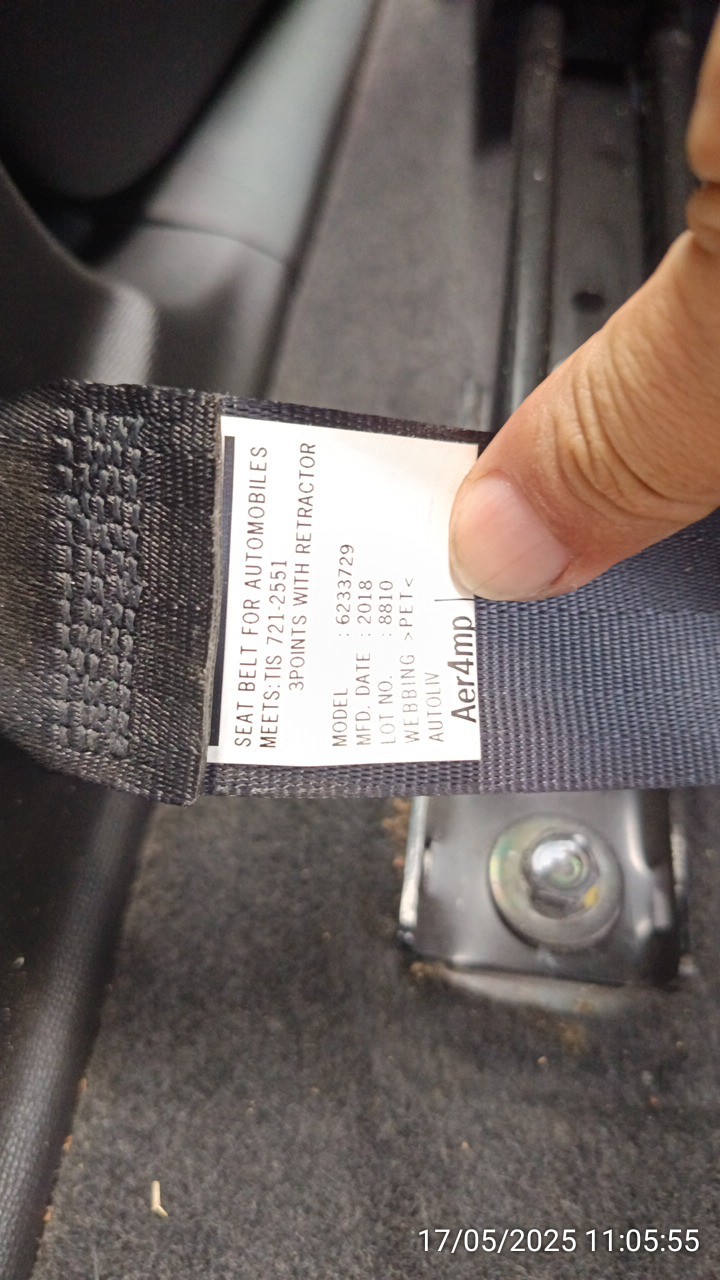 SEAT BELT FOR AUTOMOBILES
MEETS: TIS 721-2551
3POINTS WITH RETRACTOR
MODEL : 6233729
MFD. DATE : 2018
LOT NO. : 8810
WEBBING >PET<
AUTOLIV
Aer4mp
17/05/2025 11:05:55